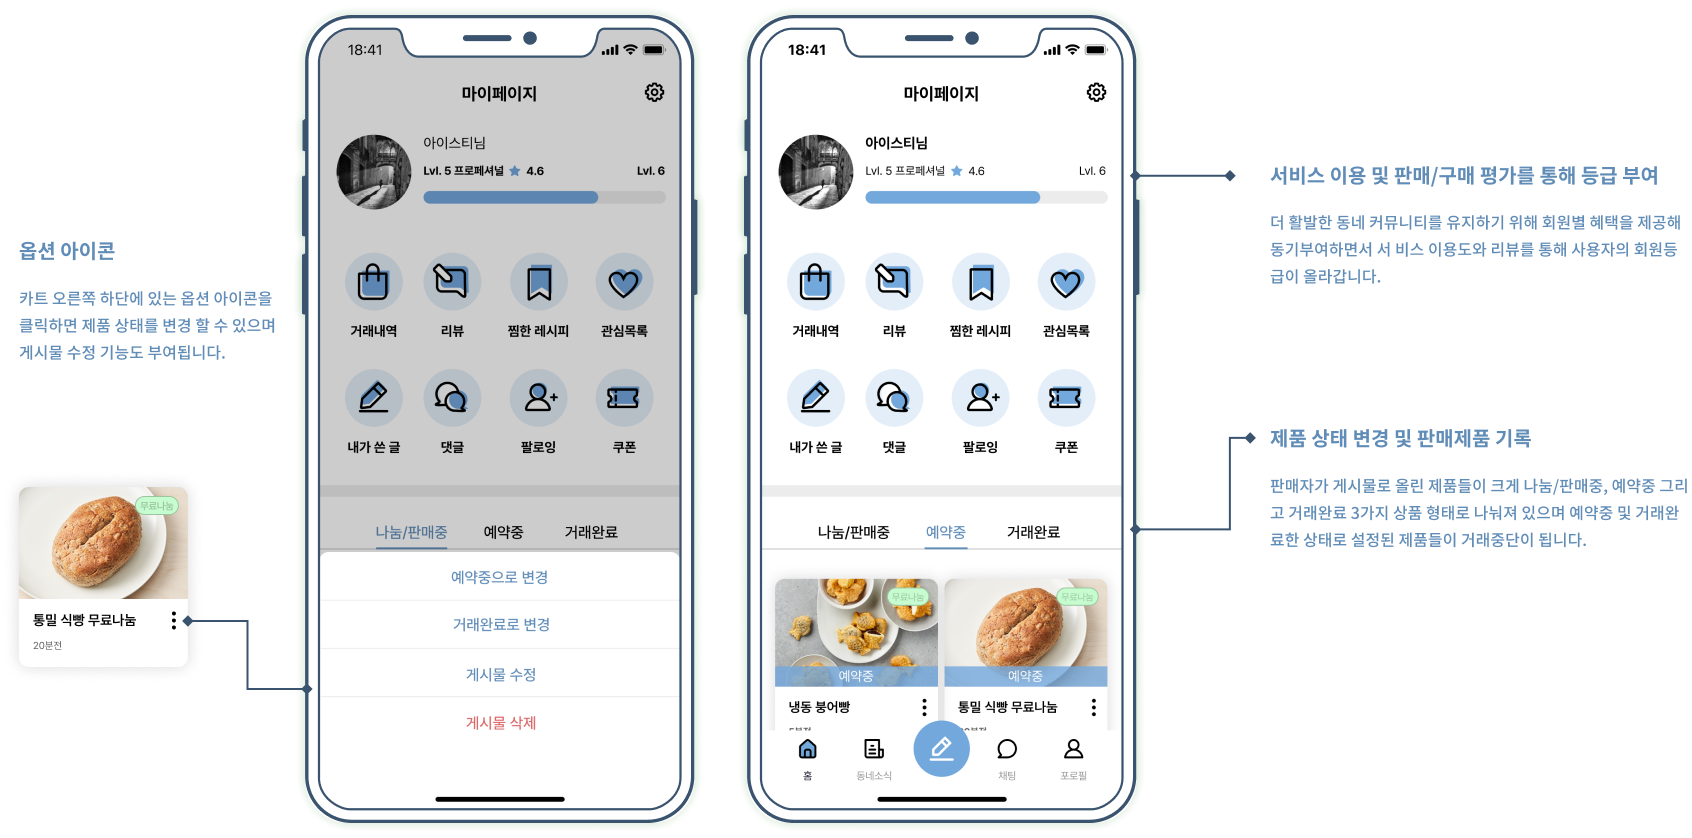 옵션 아이콘
카트 오른쪽 하단에 있는 옵션 아이콘을
클릭하면 제품 상태를 변경 할 수 있으며
게시물 수정 기능도 부여됩니다.
무료나눔
통밀 식빵 무료나눔
20분전
18:41
마이페이지
아이스티님
Lvl. 5 프로페셔널 4.6 Lvl. 6
거래내역 리뷰 찜한 레시피 관심목록
내가 쓴 글 댓글 팔로잉 쿠폰
나눔/판매중 예약중 거래완료
예약중으로 변경
거래완료로 변경
게시물 수정
게시물 삭제
18:41
마이페이지
아이스티님
Lvl. 5 프로페셔널 4.6 Lvl. 6
거래내역 리뷰 찜한 레시피 관심목록
내가 쓴 글 댓글 팔로잉 쿠폰
나눔/판매중 예약중 거래완료
무료나눔 무료나눔
예약중 예약중
냉동 붕어빵 통밀 식빵 무료나눔
홈 동네소식 채팅 포로필
서비스 이용 및 판매/구매 평가를 통해 등급 부여
더 활발한 동네 커뮤니티를 유지하기 위해 회원별 혜택을 제공해
동기부여하면서 서 비스 이용도와 리뷰를 통해 사용자의 회원등
급이 올라갑니다.
제품 상태 변경 및 판매제품 기록
판매자가 게시물로 올린 제품들이 크게 나눔/판매중, 예약중 그리
고 거래완료 3가지 상품 형태로 나눠져 있으며 예약중 및 거래완
료한 상태로 설정된 제품들이 거래중단이 됩니다.